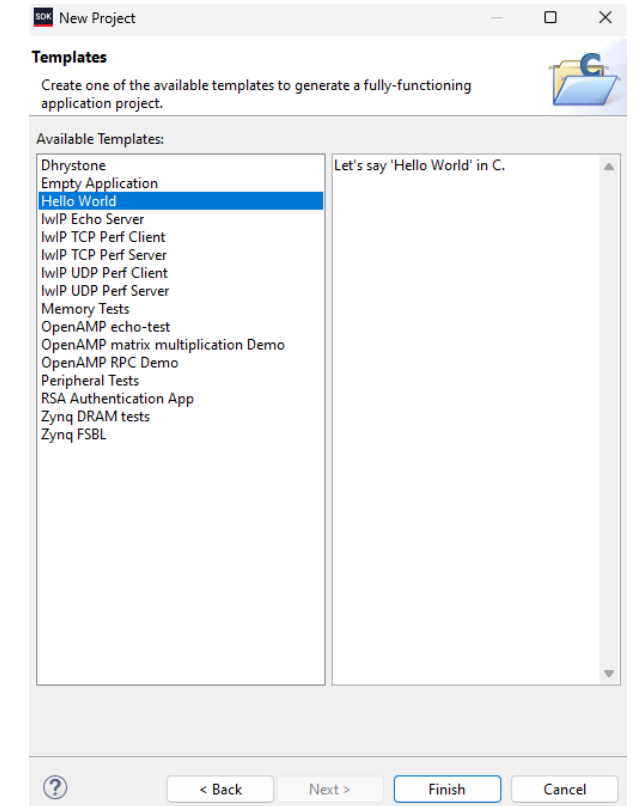 SDK New Project
Templates
Create one of the available templates to generate a fully-functioning
application project.
Available Templates:
Dhrystone
Empty Application
Hello World
lwIP Echo Server
lwIP TCP Perf Client
lwIP TCP Perf Server
lwIP UDP Perf Client
lwIP UDP Perf Server
Memory Tests
OpenAMP echo-test
OpenAMP matrix multiplication Demo
OpenAMP RPC Demo
Peripheral Tests
RSA Authentication App
Zynq DRAM tests
Zynq FSBL
Let's say 'Hello World' in C.
? < Back Next > Finish Cancel